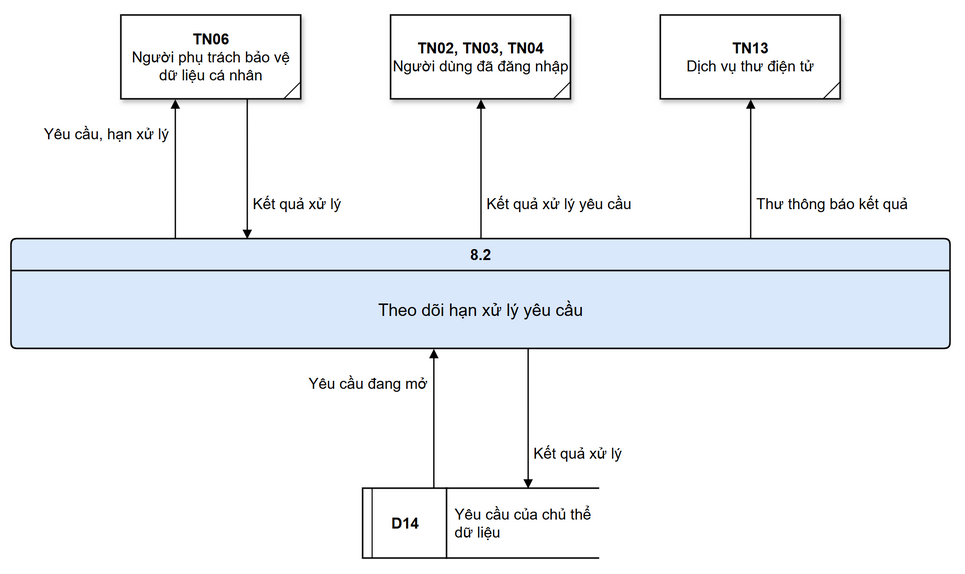 TN06
Người phụ trách bảo vệ
dữ liệu cá nhân
TN02, TN03, TN04
Người dùng đã đăng nhập
TN13
Dịch vụ thư điện tử
Yêu cầu, hạn xử lý
Kết quả xử lý
Kết quả xử lý yêu cầu
Thư thông báo kết quả
8.2
Theo dõi hạn xử lý yêu cầu
Yêu cầu đang mở
Kết quả xử lý
D14
Yêu cầu của chủ thể
dữ liệu